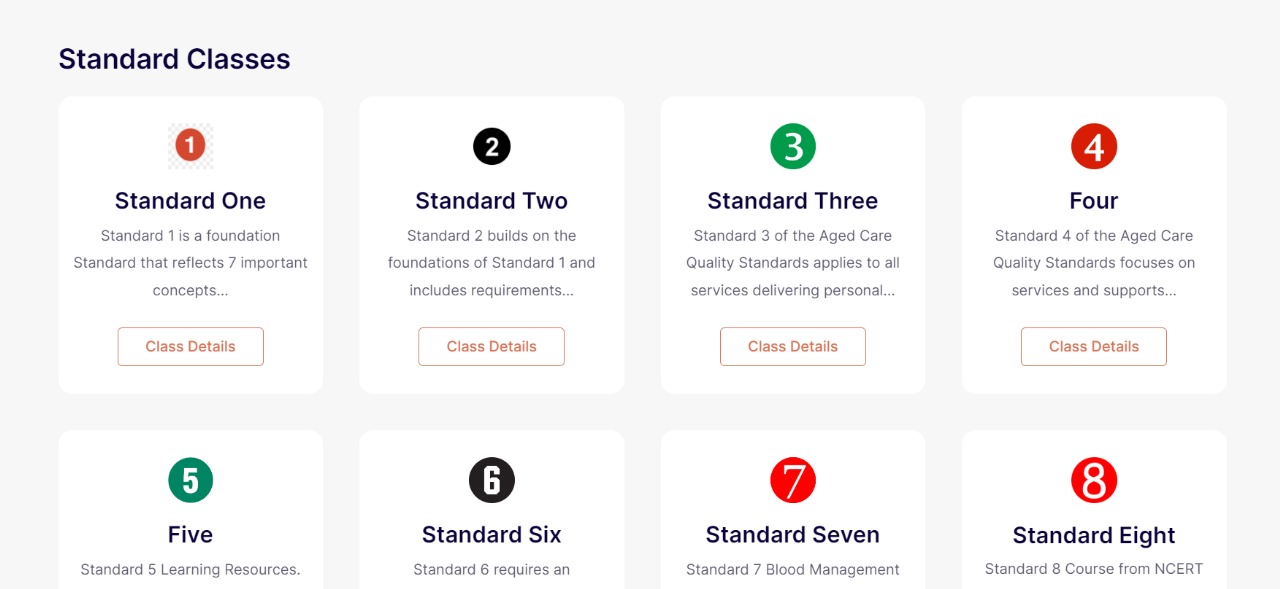 Standard Classes
1
2
3
4
Standard One
Standard Two
Standard Three
Four
Standard 1 is a foundation
Standard that reflects 7 important
concepts...
Standard 2 builds on the
foundations of Standard 1 and
includes requirements...
Standard 3 of the Aged Care
Quality Standards applies to all
services delivering personal...
Standard 4 of the Aged Care
Quality Standards focuses on
services and supports...
Class Details
Class Details
Class Details
Class Details
5
6
7
8
Five
Standard Six
Standard Seven
Standard Eight
Standard 5 Learning Resources.
Standard 6 requires an
Standard 7 Blood Management
Standard 8 Course from NCERT